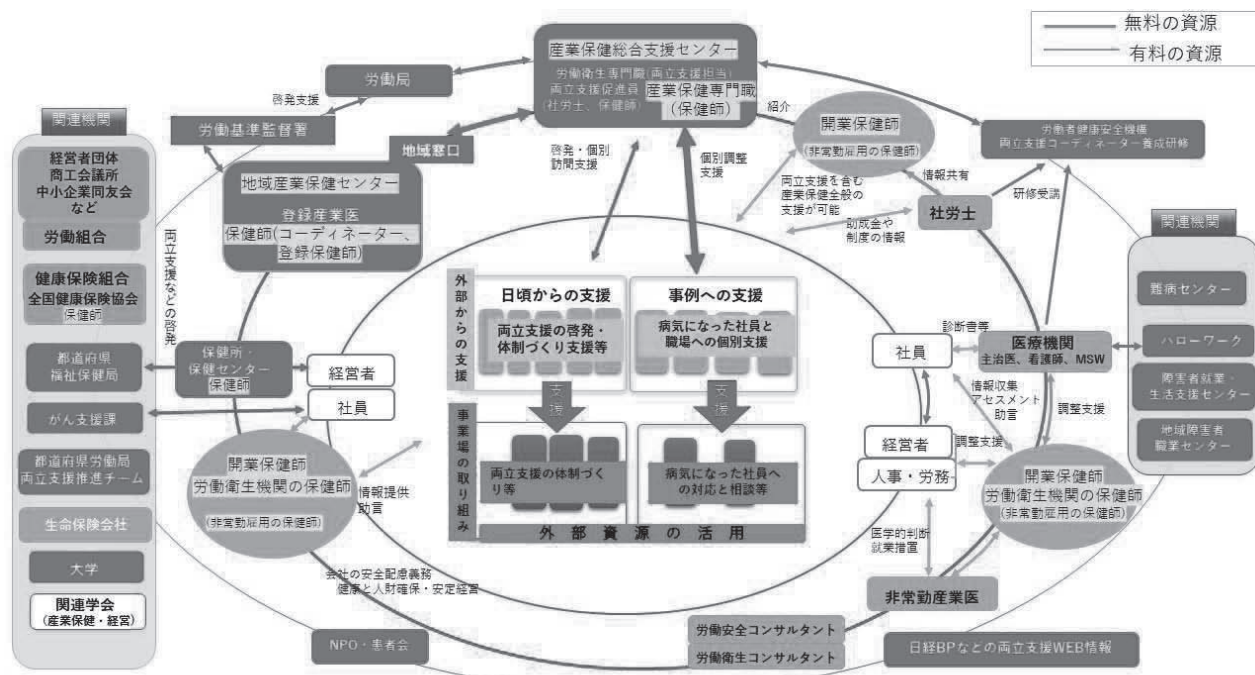 無料の資源
有料の資源
産業保健総合支援センター
労働衛生専門職(両立支援担当)
両立支援促進員
(社労士、保健師)
産業保健専門職
(保健師)
労働局
啓発支援
労働基準監督署
地域窓口
地域産業保健センター
登録産業医
保健師(コーディネーター、
登録保健師)
紹介
開業保健師
(非常勤雇用の保健師)
労働者健康安全機構
両立支援コーディネーター養成研修
啓発・個別
訪問支援
個別調整
支援
両立支援を含む
産業保健全般の
支援が可能
情報共有
社労士
研修受講
助成金や
制度の情報
関連機関
経営者団体
商工会議所
中小企業同友会
など
労働組合
健康保険組合
全国健康保険協会
保健師
都道府県
福祉保健局
がん支援課
都道府県労働局
両立支援推進チーム
生命保険会社
大学
関連学会
(産業保健・経営)
両立支援などの啓発
保健所・
保健センター
保健師
経営者
社員
開業保健師
労働衛生機関の保健師
(非常勤雇用の保健師)
情報提供
助言
外部からの支援
日頃からの支援
両立支援の啓発・
体制づくり支援等
事例への支援
病気になった社員と
職場への個別支援
支援
支援
事業場の取り組み
両立支援の体制づく
り等
病気になった社員へ
の対応と相談等
外部資源の活用
社員
診断書等
医療機関
主治医、看護師、MSW
情報収集
アセスメント
助言
調整支援
経営者
人事・労務
調整支援
開業保健師
労働衛生機関の保健師
(非常勤雇用の保健師)
医学的判断
就業措置
非常勤産業医
関連機関
難病センター
ハローワーク
障害者就業・
生活支援センター
地域障害者
職業センター
会社の安全配慮義務
健康と人財確保・安定経営
NPO・患者会
労働安全コンサルタント
労働衛生コンサルタント
日経BPなどの両立支援WEB情報